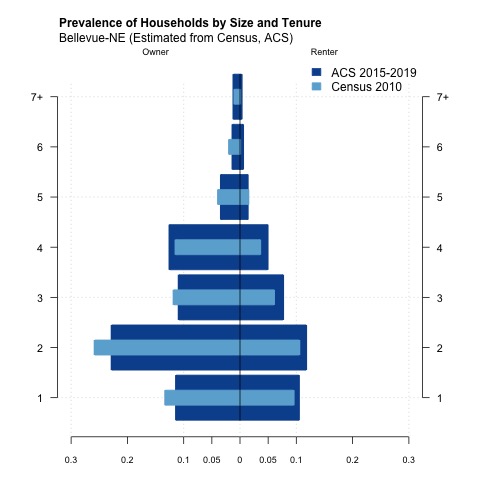 Prevalence of Households by Size and Tenure
Bellevue-NE (Estimated from Census, ACS)
Owner Renter
ACS 2015-2019
Census 2010
7+ 7+
6 6
5 5
4 4
3 3
2 2
1 1
0.3 0.2 0.1 0.05 0 0.05 0.1 0.2 0.3